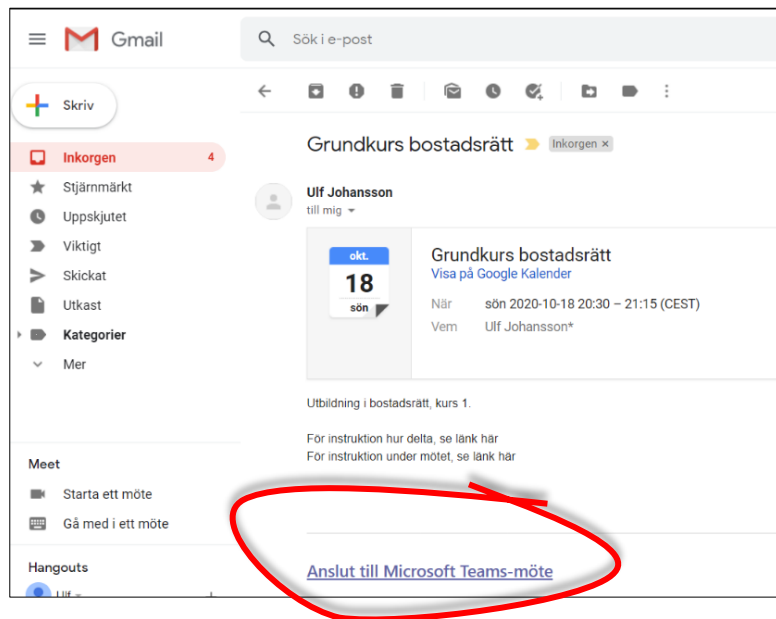 Gmail
Sök i e-post
Skriv
Inkorgen 4
Stjärnmärkt
Uppskjutet
Viktigt
Skickat
Utkast
Kategorier
Mer
Meet
Starta ett möte
Gå med i ett möte
Hangouts
Ulf
Grundkurs bostadsrätt Inkorgen ×
Ulf Johansson
till mig
okt.
18
sön
Grundkurs bostadsrätt
Visa på Google Kalender
När sön 2020-10-18 20:30 – 21:15 (CEST)
Vem Ulf Johansson*
Utbildning i bostadsrätt, kurs 1.
För instruktion hur delta, se länk här
För instruktion under mötet, se länk här
Anslut till Microsoft Teams-möte